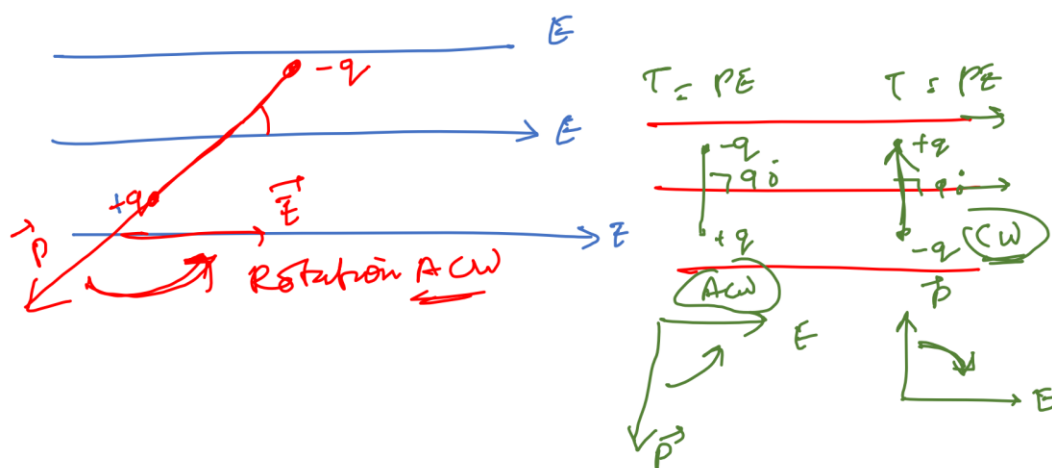 E
-q
E
+q
E
E
p
Rotation ACW
T = PE
T = PE
-q
+q
90
90
+q
-q
CW
ACW
p
E
E
p